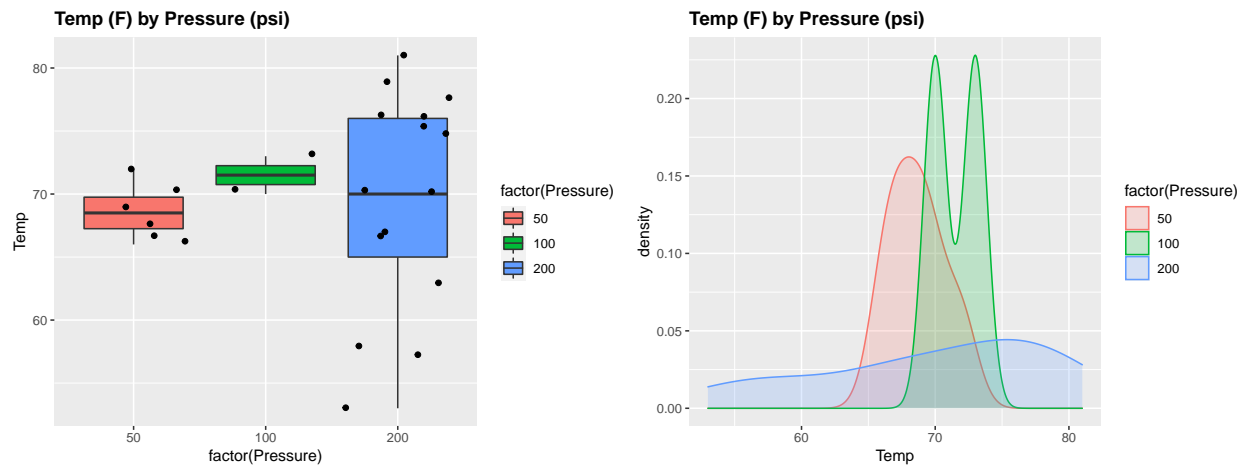 Temp (F) by Pressure (psi)
80
70
60
Temp
50
100
200
factor(Pressure)
factor(Pressure)
50
100
200
Temp (F) by Pressure (psi)
0.20
0.15
0.10
0.05
0.00
density
60
70
80
Temp
factor(Pressure)
50
100
200